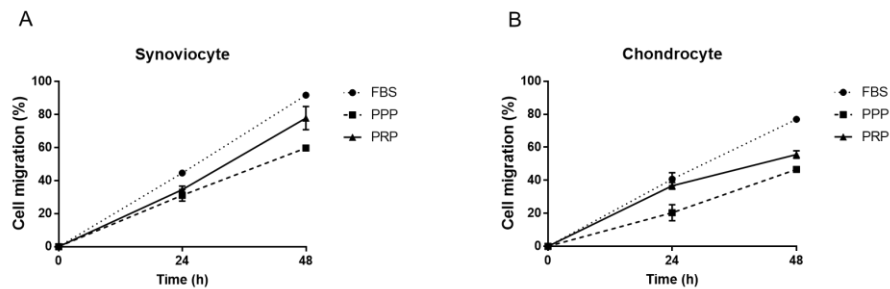 A
Synoviocyte
Cell migration (%)
100
80
60
40
20
0
0 24 48
Time (h)
FBS
PPP
PRP
B
Chondrocyte
Cell migration (%)
100
80
60
40
20
0
0 24 48
Time (h)
FBS
PPP
PRP